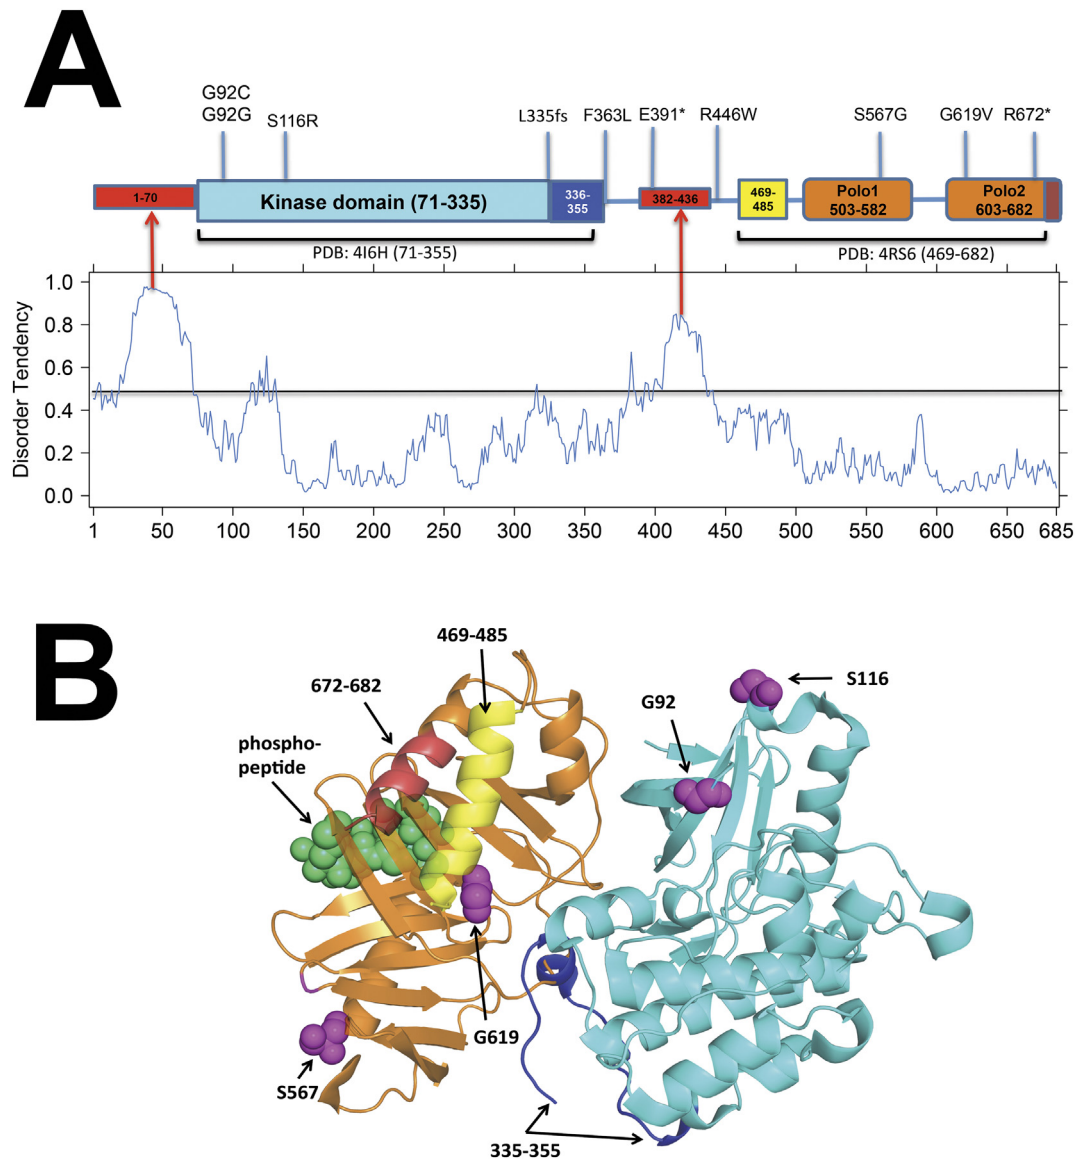 A
G92C
G92G
S116R
L335fs
F363L
E391*
R446W
S567G
G619V
R672*
1-70
Kinase domain (71-335)
336-
355
382-436
469-
485
Polo1
503-582
Polo2
603-682
PDB: 4I6H (71-355)
PDB: 4RS6 (469-682)
Disorder Tendency
1.0
0.8
0.6
0.4
0.2
0.0
1 50 100 150 200 250 300 350 400 450 500 550 600 650 685
B
469-485
672-682
S116
G92
phospho-
peptide
G619
S567
335-355